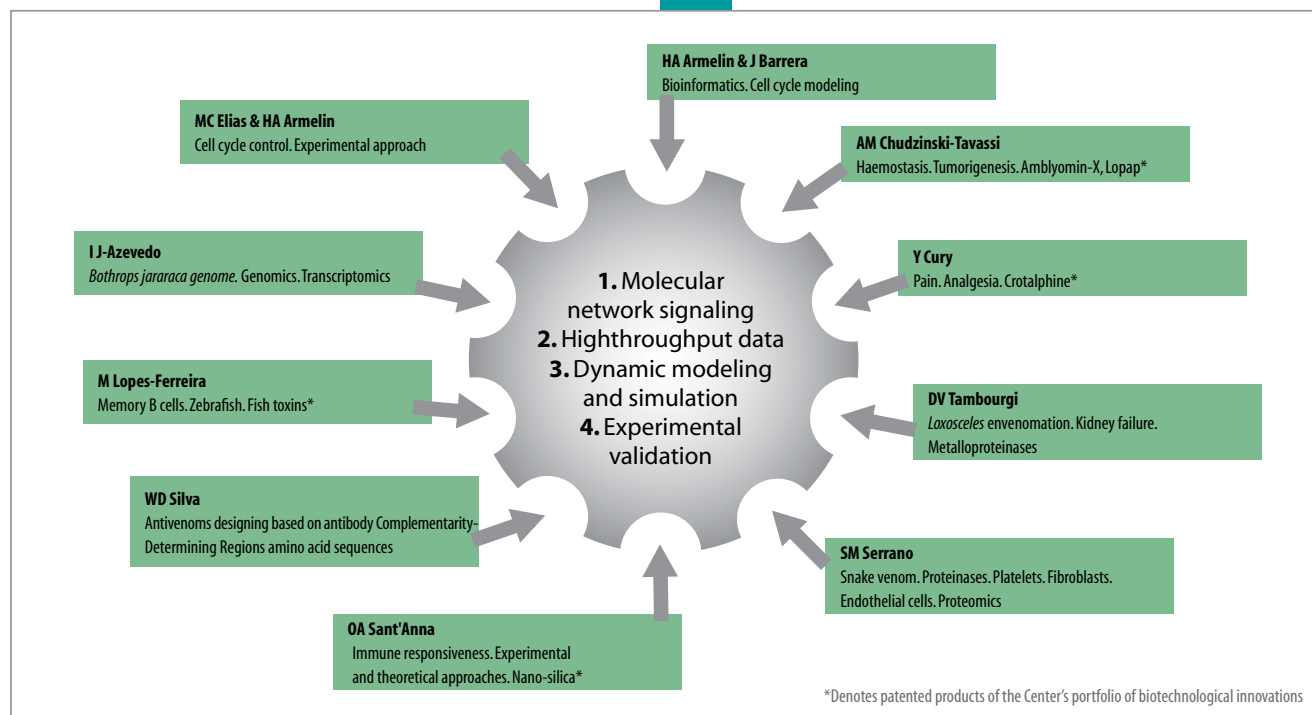 HA Armelin & J Barrera
Bioinformatics. Cell cycle modeling
MC Elias & HA Armelin
Cell cycle control. Experimental approach
AM Chudzinski-Tavassi
Haemostasis. Tumorigenesis. Amblyomin-X, Lopap*
I J-Azevedo
Bothrops jararaca genome. Genomics. Transcriptomics
Y Cury
Pain. Analgesia. Crotalphine*
1. Molecular
network signaling
2. Highthroughput data
3. Dynamic modeling
and simulation
4. Experimental
validation
M Lopes-Ferreira
Memory B cells. Zebrafish. Fish toxins*
DV Tambourgi
Loxosceles envenomation. Kidney failure.
Metalloproteinases
WD Silva
Antivenoms designing based on antibody Complementarity-
Determining Regions amino acid sequences
SM Serrano
Snake venom. Proteinases. Platelets. Fibroblasts.
Endothelial cells. Proteomics
OA Sant'Anna
Immune responsiveness. Experimental
and theoretical approaches. Nano-silica*
*Denotes patented products of the Center's portfolio of biotechnological innovations